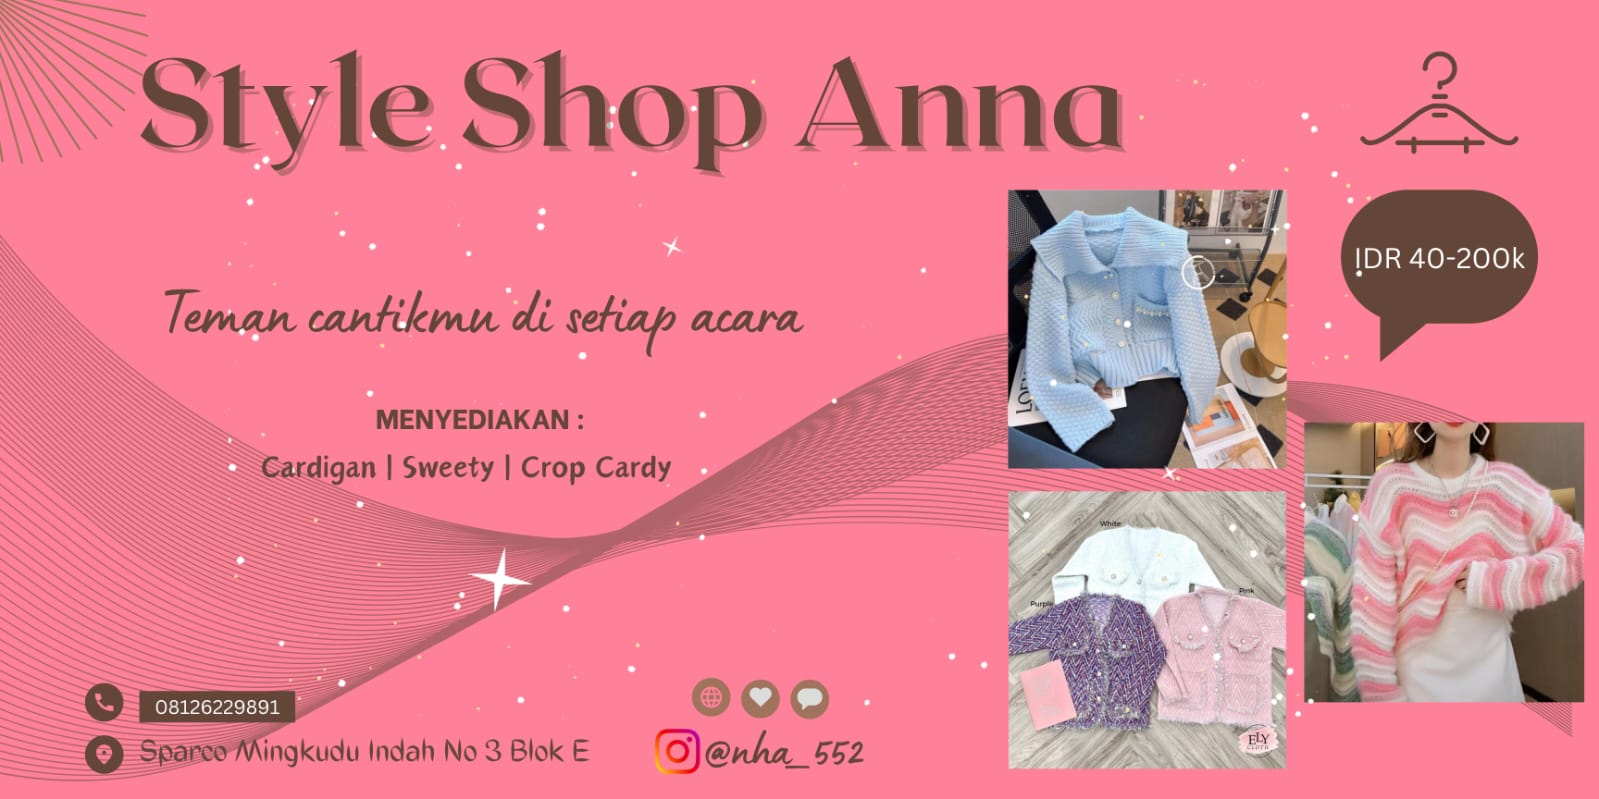 Style Shop Anna
IDR 40-200k
Teman cantikmu di setiap acara
MENYEDIAKAN :
Cardigan | Sweety | Crop Cardy
White
Purple
Pink
ELY
CLOTH
08126229891
Sparco Mingkudu Indah No 3 Blok E
@nha_552